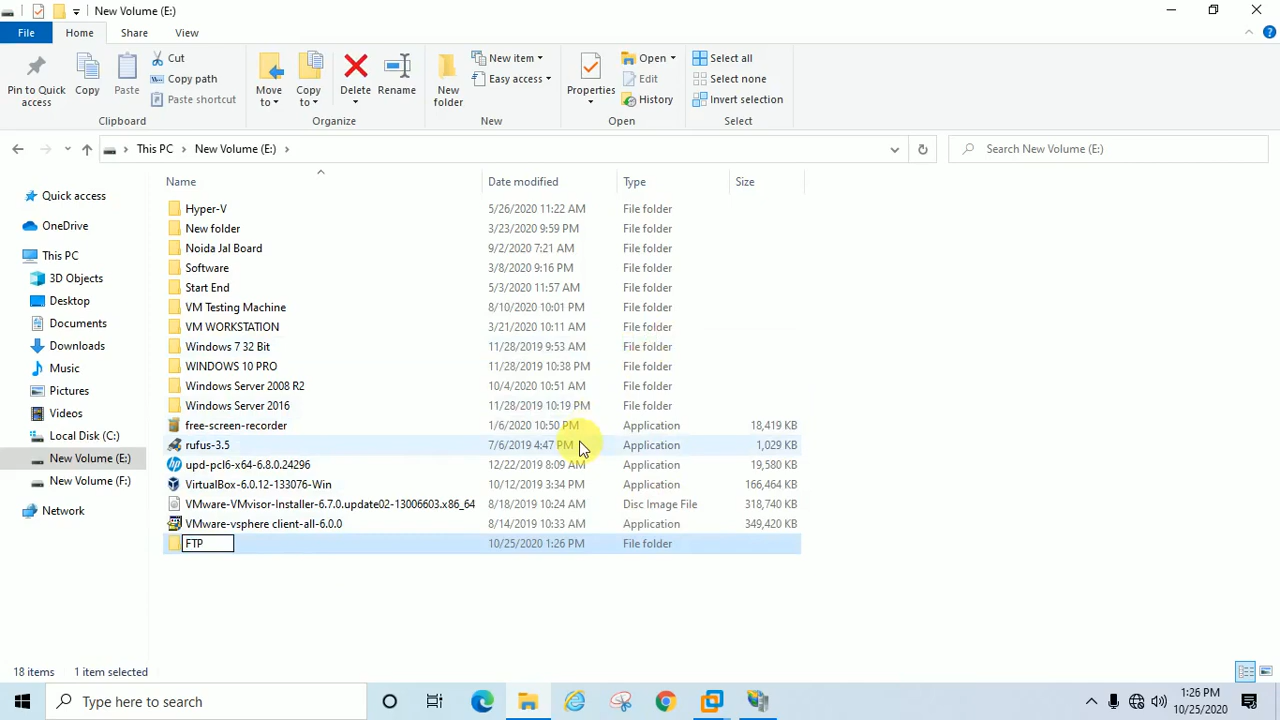 New Volume (E:)
File Home Share View
Pin to Quick access
Copy
Paste
Cut
Copy path
Paste shortcut
Clipboard
Move to
Copy to
Delete
Rename
Organize
New folder
New item
Easy access
New
Properties
Open
Edit
History
Open
Select all
Select none
Invert selection
Select
This PC New Volume (E:)
Search New Volume (E:)
Quick access
OneDrive
This PC
3D Objects
Desktop
Documents
Downloads
Music
Pictures
Videos
Local Disk (C:)
New Volume (E:)
New Volume (F:)
Network
Name Date modified Type Size
Hyper-V 5/26/2020 11:22 AM File folder
New folder 3/23/2020 9:59 PM File folder
Noida Jal Board 9/2/2020 7:21 AM File folder
Software 3/8/2020 9:16 PM File folder
Start End 5/3/2020 11:57 AM File folder
VM Testing Machine 8/10/2020 10:01 PM File folder
VM WORKSTATION 3/21/2020 10:11 AM File folder
Windows 7 32 Bit 11/28/2019 9:53 AM File folder
WINDOWS 10 PRO 11/28/2019 10:38 PM File folder
Windows Server 2008 R2 10/4/2020 10:51 AM File folder
Windows Server 2016 11/28/2019 10:19 PM File folder
free-screen-recorder 1/6/2020 10:50 PM Application 18,419 KB
rufus-3.5 7/6/2019 4:47 PM Application 1,029 KB
upd-pcl6-x64-6.8.0.24296 12/22/2019 8:09 AM Application 19,580 KB
VirtualBox-6.0.12-133076-Win 10/12/2019 3:34 PM Application 166,464 KB
VMware-VMvisor-Installer-6.7.0.update02-13006603.x86_64 8/18/2019 10:24 AM Disc Image File 318,740 KB
VMware-vsphere client-all-6.0.0 8/14/2019 10:33 AM Application 349,420 KB
FTP 10/25/2020 1:26 PM File folder
18 items 1 item selected
Type here to search
1:26 PM
10/25/2020